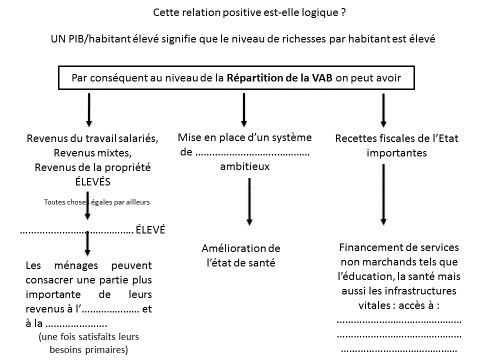 Cette relation positive est-elle logique ?
UN PIB/habitant élevé signifie que le niveau de richesses par habitant est élevé
Par conséquent au niveau de la Répartition de la VAB on peut avoir
Revenus du travail salariés,
Revenus mixtes,
Revenus de la propriété
ÉLEVÉS
Toutes choses égales par ailleurs
…………………………………… ÉLEVÉ
Les ménages peuvent
consacrer une partie plus
importante de leurs
revenus à l’………………… et
à la …………………
(une fois satisfaits leurs
besoins primaires)
Mise en place d’un système
de ……………………………………
ambitieux
Amélioration de
l’état de santé
Recettes fiscales de l’Etat
importantes
Financement de services
non marchands tels que
l’éducation, la santé mais
aussi les infrastructures
vitales : accès à :
……………………………………
……………………………………
……………………………………